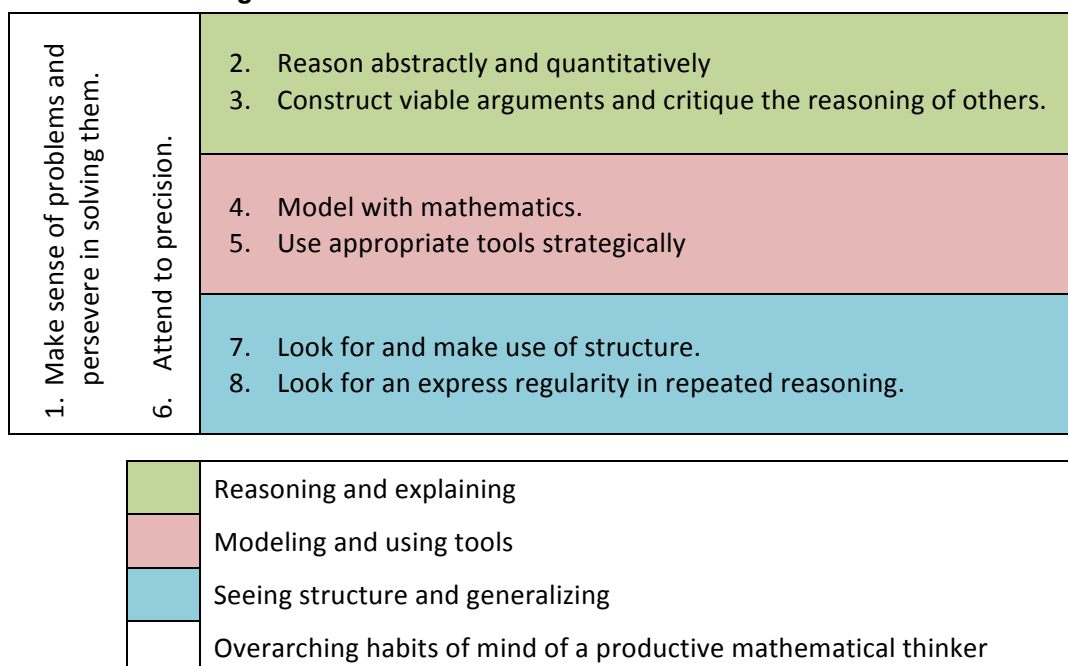 1. Make sense of problems and
persevere in solving them.
6. Attend to precision.
2. Reason abstractly and quantitatively
3. Construct viable arguments and critique the reasoning of others.
4. Model with mathematics.
5. Use appropriate tools strategically
7. Look for and make use of structure.
8. Look for an express regularity in repeated reasoning.
Reasoning and explaining
Modeling and using tools
Seeing structure and generalizing
Overarching habits of mind of a productive mathematical thinker